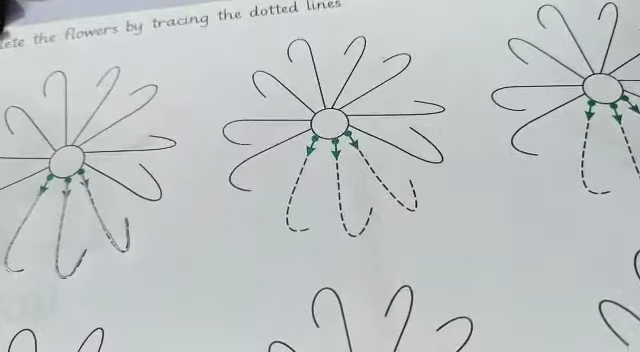 the flowers by tracing the dotted lines